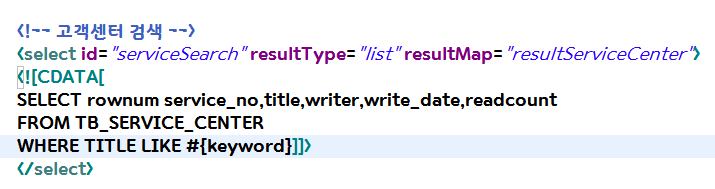 <!-- 고객센터 검색 -->
<select id="serviceSearch" resultType="list" resultMap="resultServiceCenter">
<![CDATA[
SELECT rownum service_no,title,writer,write_date,readcount
FROM TB_SERVICE_CENTER
WHERE TITLE LIKE #{keyword}]]>
</select>